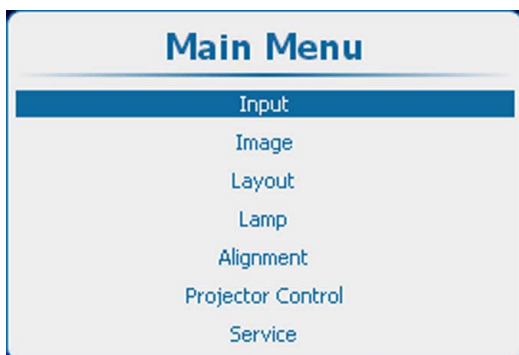 Main Menu
Input
Image
Layout
Lamp
Alignment
Projector Control
Service